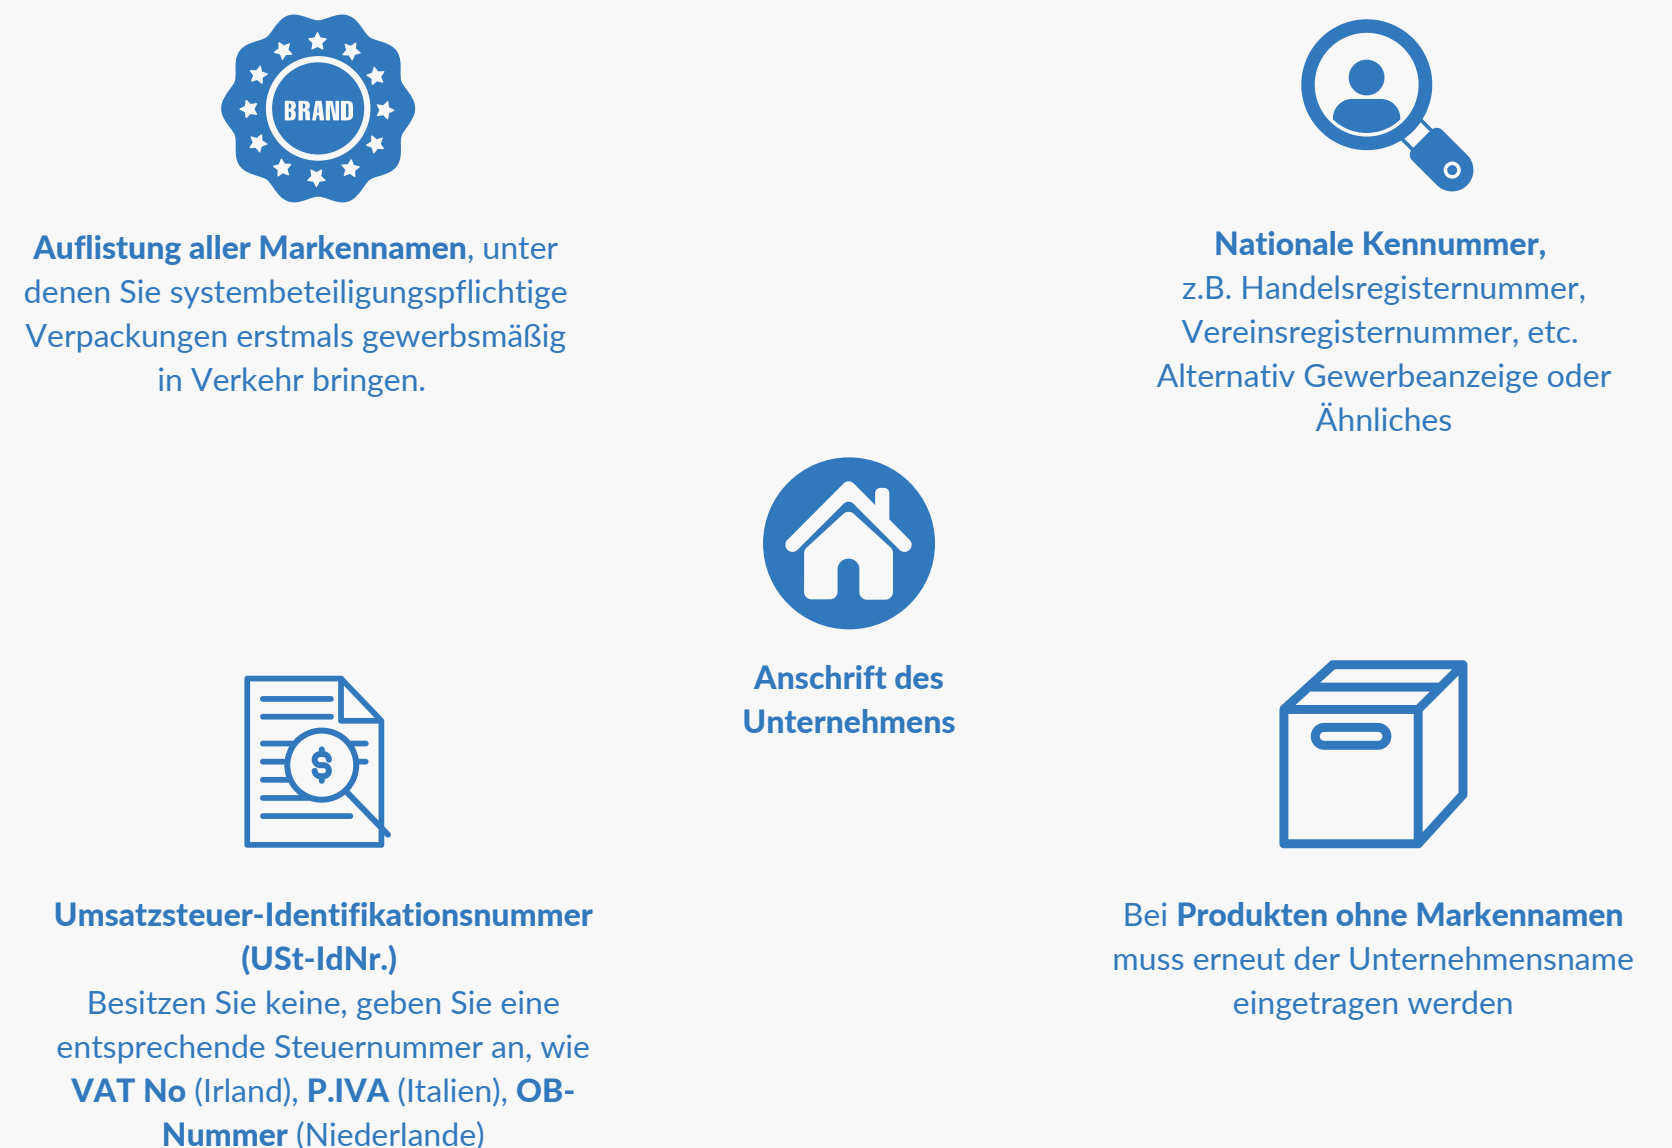 BRAND
Auflistung aller Markennamen, unter
denen Sie systembeteiligungspflichtige
Verpackungen erstmals gewerbsmäßig
in Verkehr bringen.
Nationale Kennummer,
z.B. Handelsregisternummer,
Vereinsregisternummer, etc.
Alternativ Gewerbeanzeige oder
Ähnliches
Anschrift des
Unternehmens
$
Umsatzsteuer-Identifikationsnummer
(USt-IdNr.)
Besitzen Sie keine, geben Sie eine
entsprechende Steuernummer an, wie
VAT No (Irland), P.IVA (Italien), OB-
Nummer (Niederlande)
Bei Produkten ohne Markennamen
muss erneut der Unternehmensname
eingetragen werden